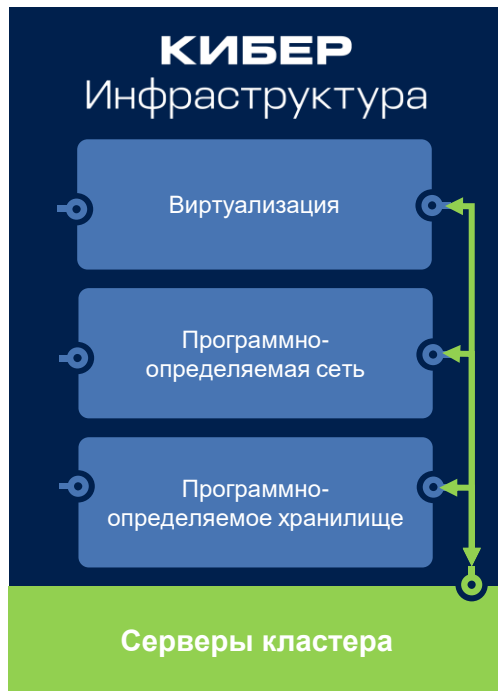 КИБЕР
Инфраструктура
Виртуализация
Программно-
определяемая сеть
Программно-
определяемое хранилище
Серверы кластера